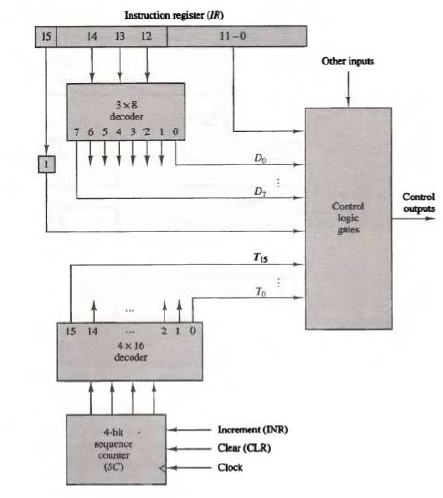 Instruction register (IR)
15 14 13 12 11-0
Other inputs
3 x 8
decoder
7 6 5 4 3 2 1 0
D0
⋮
D7
I
Control
logic
gates
Control
outputs
T15
⋮
T0
15 14 ... 2 1 0
4 x 16
decoder
4-bit
sequence
counter
(SC)
Increment (INR)
Clear (CLR)
Clock